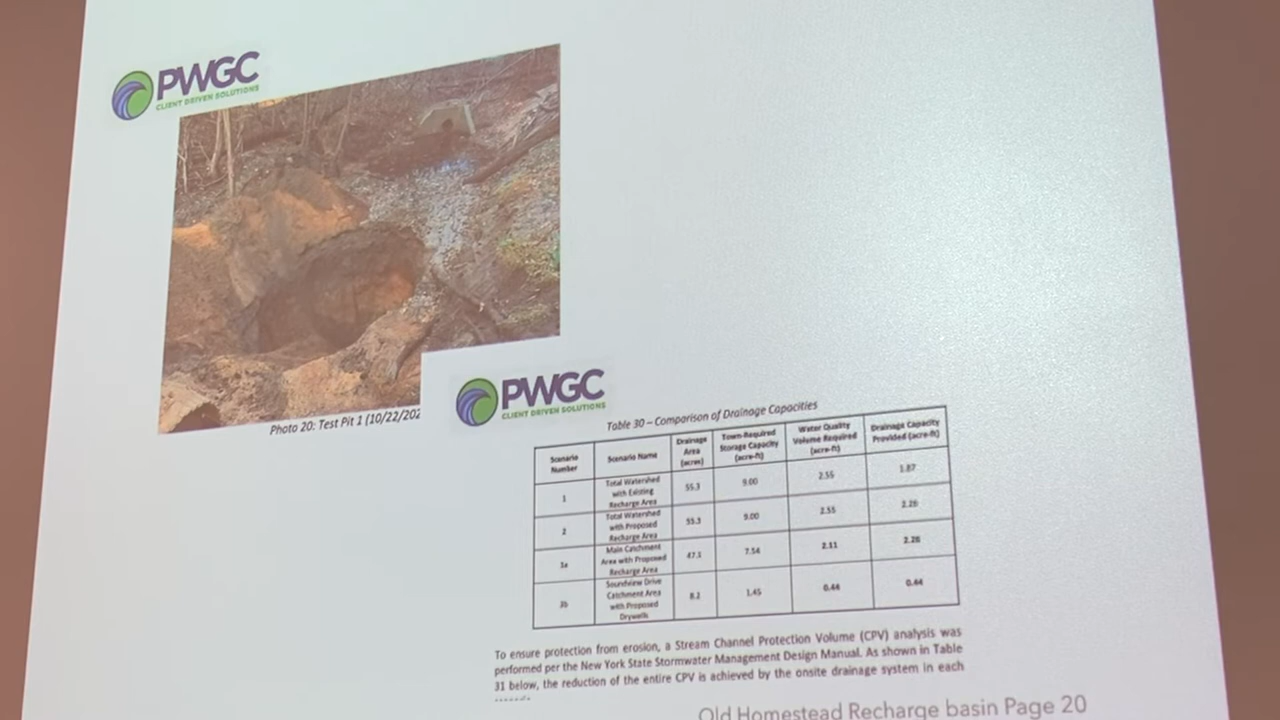 PWGC
CLIENT DRIVEN SOLUTIONS
Photo 20: Test Pit 1 (10/22/202
PWGC
CLIENT DRIVEN SOLUTIONS
Table 30 – Comparison of Drainage Capacities
Scenario Number
Scenario Name
Drainage Area (acres)
Town-Required Storage Capacity (acre-ft)
Water Quality Volume Required (acre-ft)
Drainage Capacity Provided (acre-ft)
1
Total Watershed with Existing Recharge Area
55.3
9.00
2.55
1.87
2
Total Watershed with Proposed Recharge Area
55.3
9.00
2.55
2.26
Main Catchment Area with Proposed Recharge Area
47.1
7.54
2.11
2.26
3b
Soundview Drive Catchment Area with Proposed Drywells
8.2
1.45
0.44
0.44
To ensure protection from erosion, a Stream Channel Protection Volume (CPV) analysis was
performed per the New York State Stormwater Management Design Manual. As shown in Table
31 below, the reduction of the entire CPV is achieved by the onsite drainage system in each
Old Homestead Recharge basin Page 20